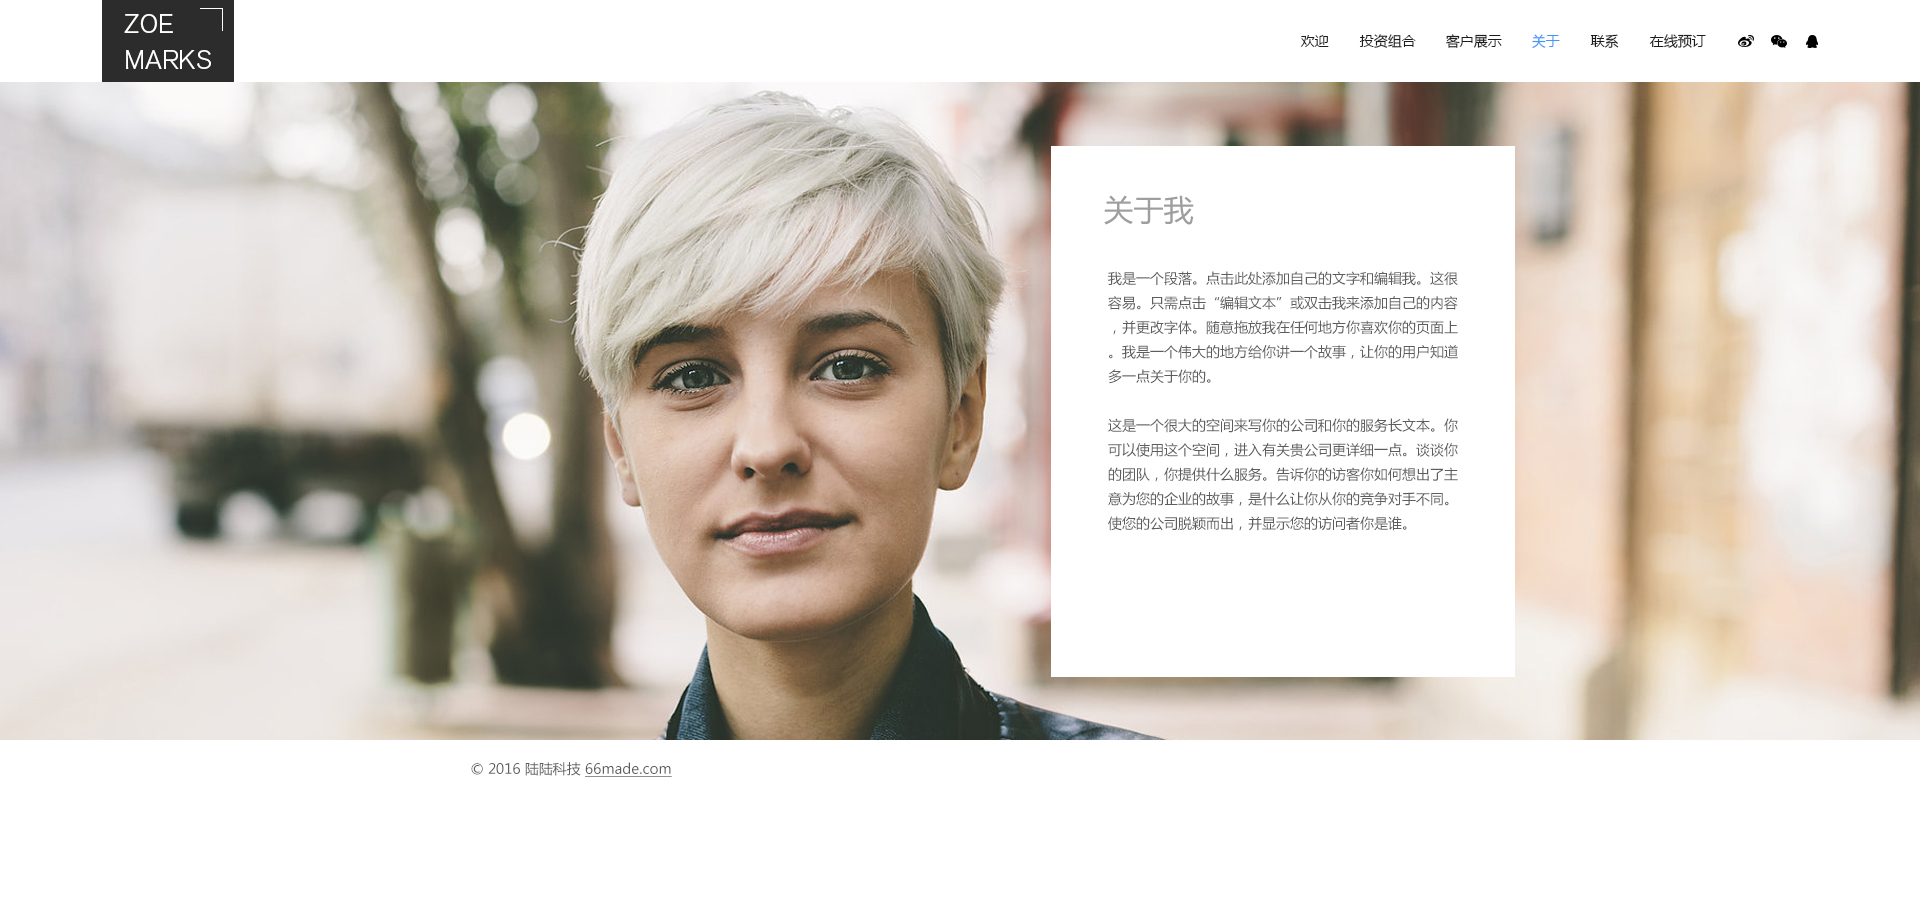 ZOE
MARKS
欢迎 投资组合 客户展示 关于 联系 在线预订
关于我
我是一个段落。点击此处添加自己的文字和编辑我。这很
容易。只需点击“编辑文本”或双击我来添加自己的内容
，并更改字体。随意拖放我在任何地方你喜欢你的页面上
。我是一个伟大的地方给你讲一个故事，让你的用户知道
多一点关于你的。
这是一个很大的空间来写你的公司和你的服务长文本。你
可以使用这个空间，进入有关贵公司更详细一点。谈谈你
的团队，你提供什么服务。告诉你的访客你如何想出了主
意为您的企业的故事，是什么让你从你的竞争对手不同。
使您的公司脱颖而出，并显示您的访问者你是谁。
© 2016 陆陆科技 66made.com